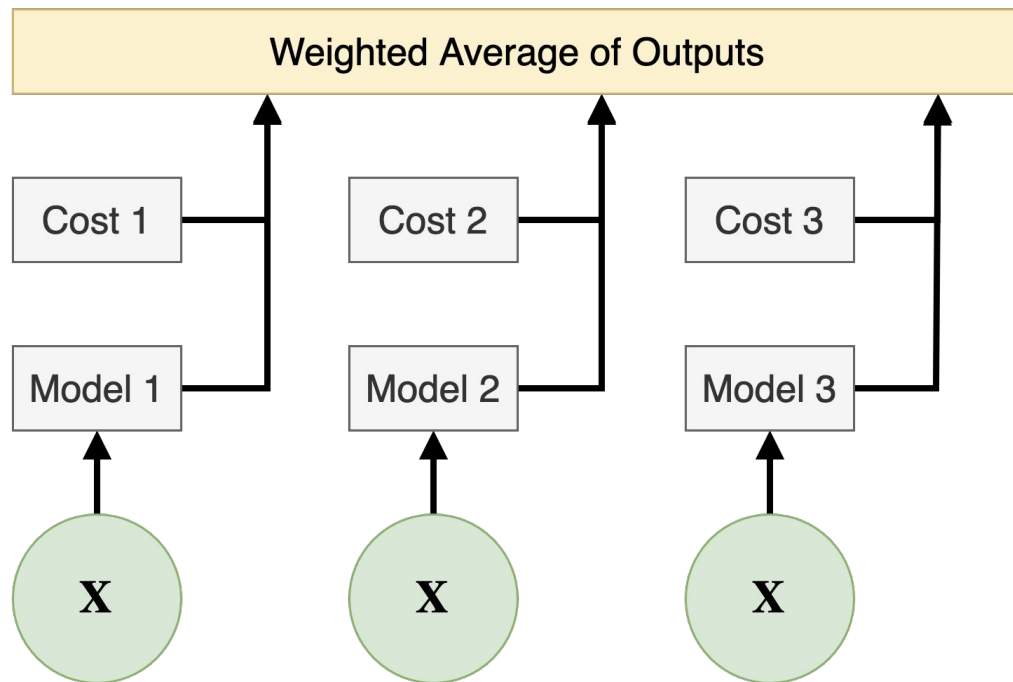 Weighted Average of Outputs
Cost 1
Cost 2
Cost 3
Model 1
Model 2
Model 3
x
x
x